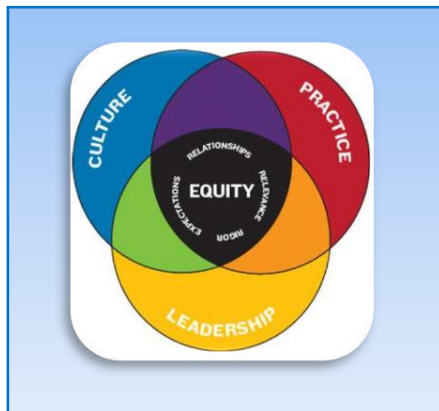 CULTURE
PRACTICE
RELATIONSHIPS
EQUITY
EXPECTATIONS
RELEVANCE
RIGOR
LEADERSHIP